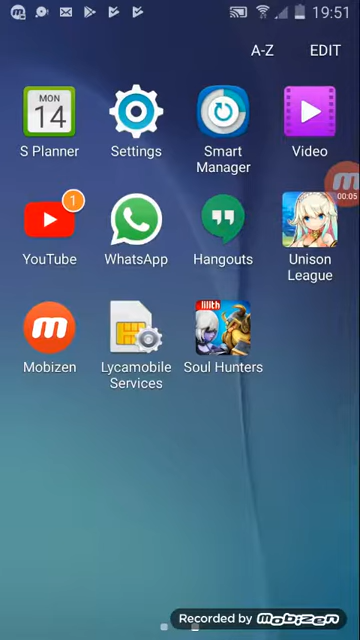 19:51
A-Z EDIT
MON
14
S Planner
Settings
Smart
Manager
Video
1
YouTube
WhatsApp
Hangouts
Unison
League
00:05
Mobizen
Lycamobile
Services
lilith
Soul Hunters
Recorded by Mobizen